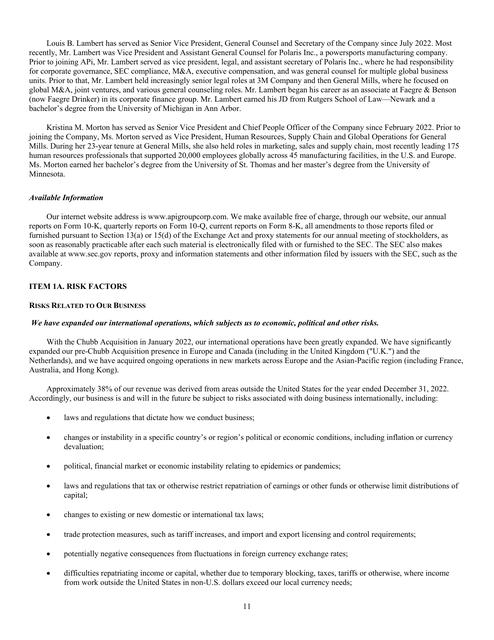 Louis B. Lambert has served as Senior Vice President, General Counsel and Secretary of the Company since July 2022. Most
recently, Mr. Lambert was Vice President and Assistant General Counsel for Polaris Inc., a powersports manufacturing company.
Prior to joining APi, Mr. Lambert served as vice president, legal, and assistant secretary of Polaris Inc., where he had responsibility
for corporate governance, SEC compliance, M&A, executive compensation, and was general counsel for multiple global business
units. Prior to that, Mr. Lambert held increasingly senior legal roles at 3M Company and then General Mills, where he focused on
global M&A, joint ventures, and various general counseling roles. Mr. Lambert began his career as an associate at Faegre & Benson
(now Faegre Drinker) in its corporate finance group. Mr. Lambert earned his JD from Rutgers School of Law—Newark and a
bachelor's degree from the University of Michigan in Ann Arbor.
Kristina M. Morton has served as Senior Vice President and Chief People Officer of the Company since February 2022. Prior to
joining the Company, Ms. Morton served as Vice President, Human Resources, Supply Chain and Global Operations for General
Mills. During her 23-year tenure at General Mills, she also held roles in marketing, sales and supply chain, most recently leading 175
human resources professionals that supported 20,000 employees globally across 45 manufacturing facilities, in the U.S. and Europe.
Ms. Morton earned her bachelor's degree from the University of St. Thomas and her master's degree from the University of
Minnesota.
Available Information
Our internet website address is www.apigroupcorp.com. We make available free of charge, through our website, our annual
reports on Form 10-K, quarterly reports on Form 10-Q, current reports on Form 8-K, all amendments to those reports filed or
furnished pursuant to Section 13(a) or 15(d) of the Exchange Act and proxy statements for our annual meeting of stockholders, as
soon as reasonably practicable after each such material is electronically filed with or furnished to the SEC. The SEC also makes
available at www.sec.gov reports, proxy and information statements and other information filed by issuers with the SEC, such as the
Company.
ITEM 1A. RISK FACTORS
RISKS RELATED TO OUR BUSINESS
We have expanded our international operations, which subjects us to economic, political and other risks.
With the Chubb Acquisition in January 2022, our international operations have been greatly expanded. We have significantly
expanded our pre-Chubb Acquisition presence in Europe and Canada (including in the United Kingdom ("U.K.") and the
Netherlands), and we have acquired ongoing operations in new markets across Europe and the Asian-Pacific region (including France,
Australia, and Hong Kong).
Approximately 38% of our revenue was derived from areas outside the United States for the year ended December 31, 2022.
Accordingly, our business is and will in the future be subject to risks associated with doing business internationally, including:
• laws and regulations that dictate how we conduct business;
• changes or instability in a specific country's or region's political or economic conditions, including inflation or currency
devaluation;
• political, financial market or economic instability relating to epidemics or pandemics;
• laws and regulations that tax or otherwise restrict repatriation of earnings or other funds or otherwise limit distributions of
capital;
• changes to existing or new domestic or international tax laws;
• trade protection measures, such as tariff increases, and import and export licensing and control requirements;
• potentially negative consequences from fluctuations in foreign currency exchange rates;
• difficulties repatriating income or capital, whether due to temporary blocking, taxes, tariffs or otherwise, where income
from work outside the United States in non-U.S. dollars exceed our local currency needs;
11